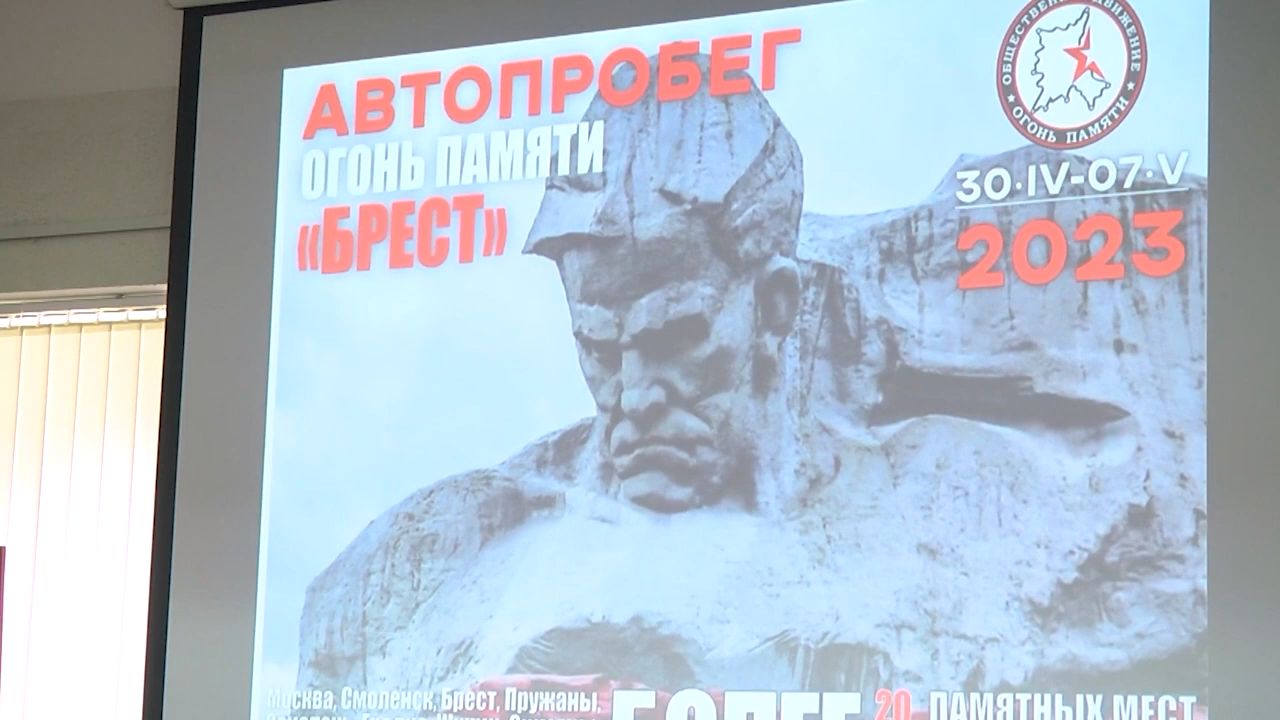 АВТОПРОБЕГ
ОГОНЬ ПАМЯТИ
«БРЕСТ»
ОБЩЕСТВЕННОЕ ДВИЖЕНИЕ
ОГОНЬ ПАМЯТИ
30·IV-07·V
2023
Москва, Смоленск, Брест, Пружаны,
БОЛЕЕ 20 ПАМЯТНЫХ МЕСТ